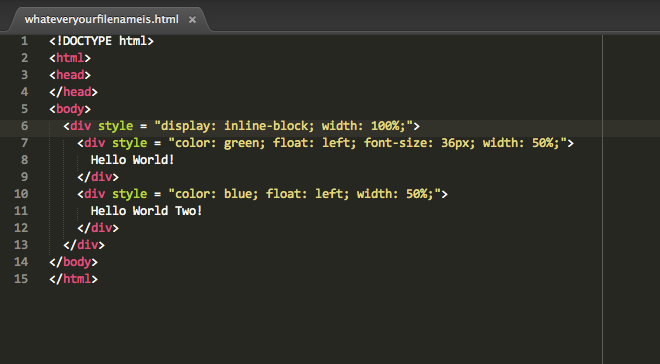 whateveryourfilenameis.html ×
1 <!DOCTYPE html>
2 <html>
3 <head>
4 </head>
5 <body>
6   <div style = "display: inline-block; width: 100%;">
7     <div style = "color: green; float: left; font-size: 36px; width: 50%;">
8       Hello World!
9     </div>
10     <div style = "color: blue; float: left; width: 50%;">
11       Hello World Two!
12     </div>
13   </div>
14 </body>
15 </html>